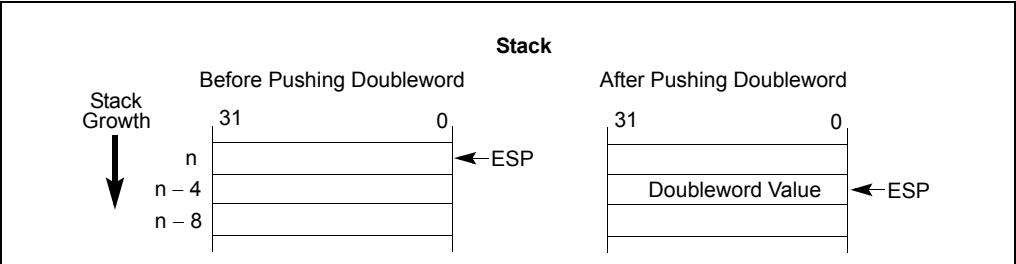 Stack
Before Pushing Doubleword
After Pushing Doubleword
Stack
Growth
31 0
31 0
n
ESP
n – 4
Doubleword Value
ESP
n – 8